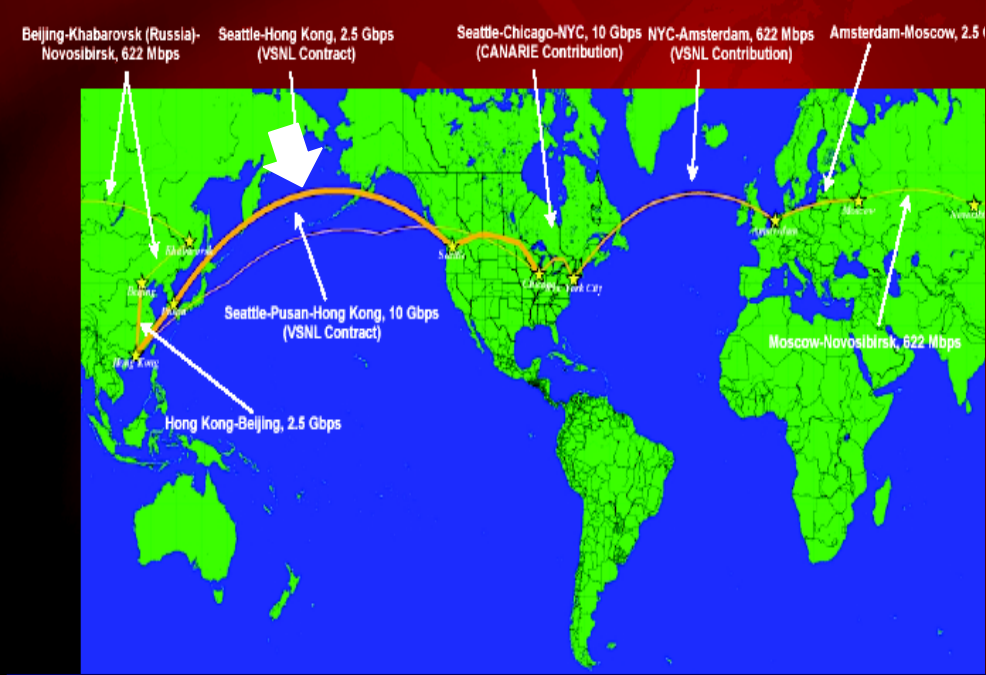 Beijing-Khabarovsk (Russia)-
Novosibirsk, 622 Mbps
Seattle-Hong Kong, 2.5 Gbps
(VSNL Contract)
Seattle-Chicago-NYC, 10 Gbps
(CANARIE Contribution)
NYC-Amsterdam, 622 Mbps
(VSNL Contribution)
Amsterdam-Moscow, 2.5
Khabarovsk
Moscow
Amsterdam
Seattle
Beijing
Chicago
York City
Pusan
Seattle-Pusan-Hong Kong, 10 Gbps
(VSNL Contract)
Moscow-Novosibirsk, 622 Mbps
Hong Kong
Hong Kong-Beijing, 2.5 Gbps